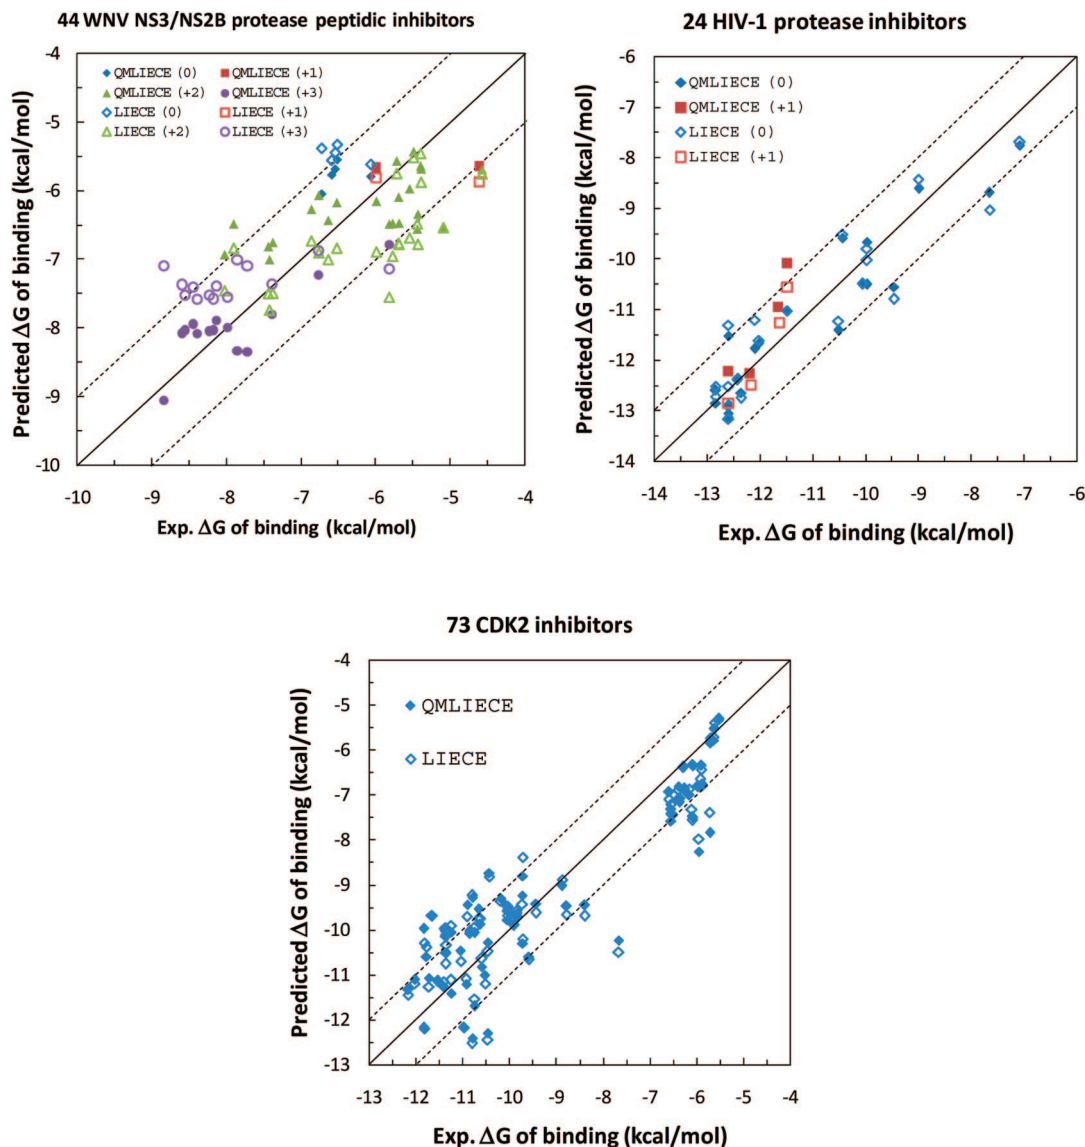 44 WNV NS3/NS2B protease peptidic inhibitors
-4
-5
-6
-7
-8
-9
-10
Predicted ΔG of binding (kcal/mol)
QMLIECE (0)
QMLIECE (+1)
QMLIECE (+2)
QMLIECE (+3)
LIECE (0)
LIECE (+1)
LIECE (+2)
LIECE (+3)
-10 -9 -8 -7 -6 -5 -4
Exp. ΔG of binding (kcal/mol)
24 HIV-1 protease inhibitors
-6
-7
-8
-9
-10
-11
-12
-13
-14
Predicted ΔG of binding (kcal/mol)
QMLIECE (0)
QMLIECE (+1)
LIECE (0)
LIECE (+1)
-14 -13 -12 -11 -10 -9 -8 -7 -6
Exp. ΔG of binding (kcal/mol)
73 CDK2 inhibitors
-4
-5
-6
-7
-8
-9
-10
-11
-12
-13
Predicted ΔG of binding (kcal/mol)
QMLIECE
LIECE
-13 -12 -11 -10 -9 -8 -7 -6 -5 -4
Exp. ΔG of binding (kcal/mol)